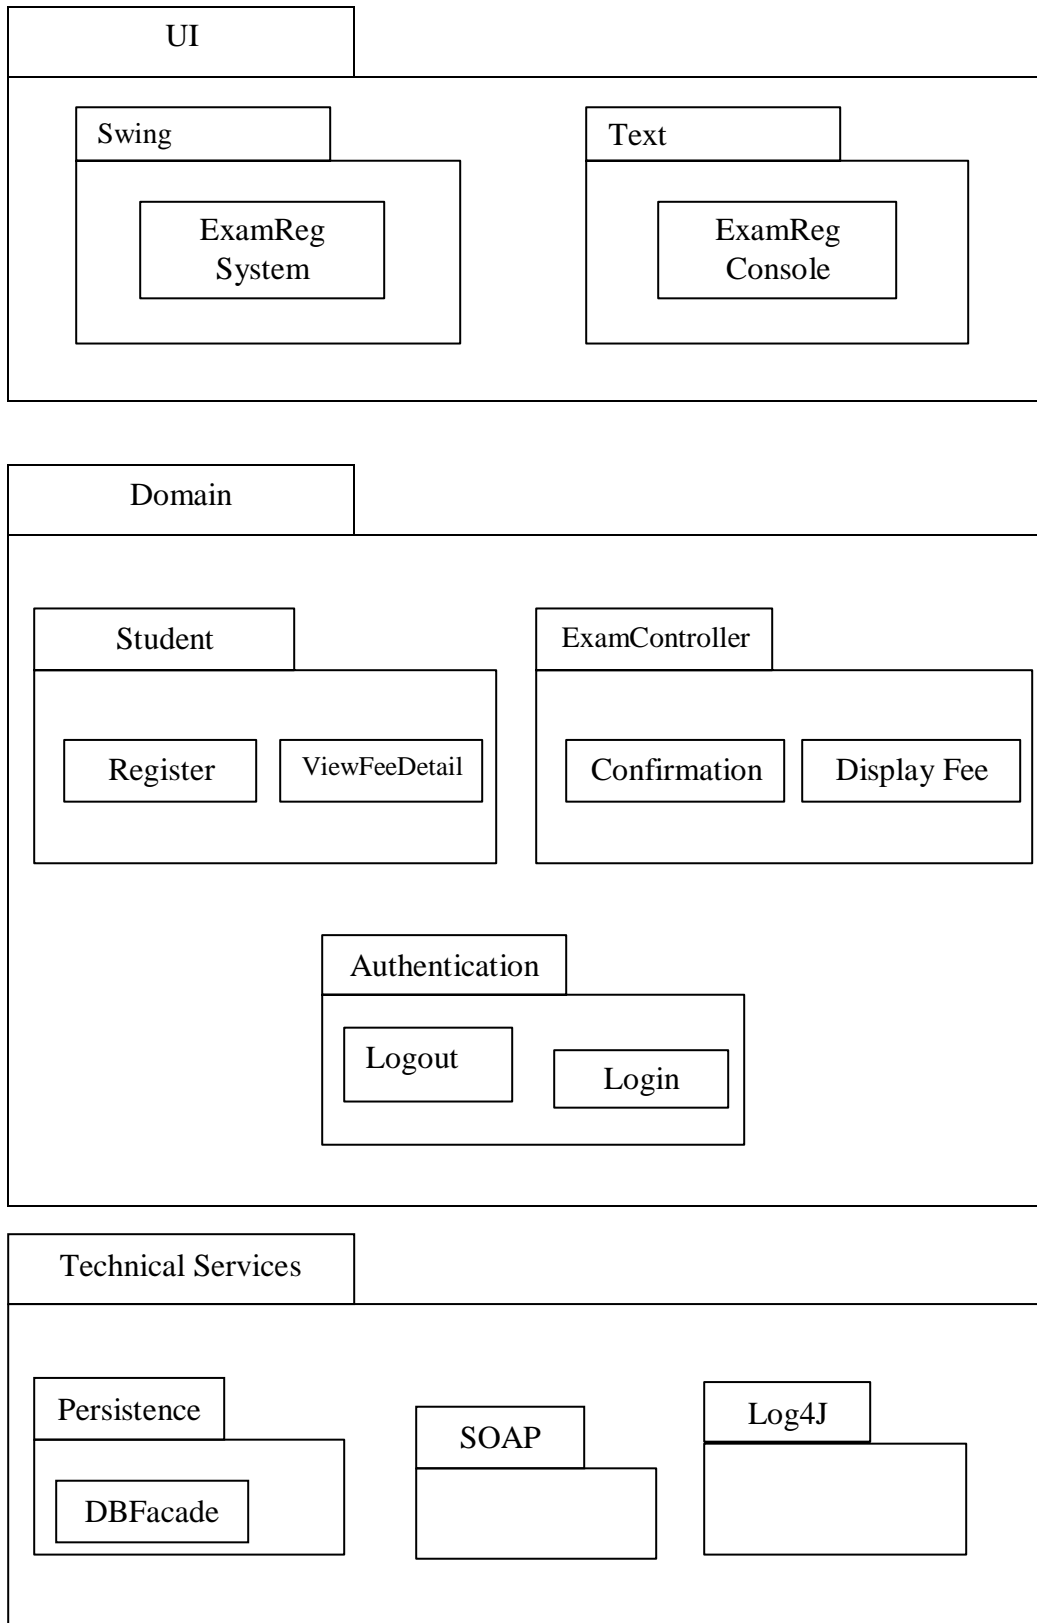 UI
Swing
Text
ExamReg
System
ExamReg
Console
Domain
Student
ExamController
Register
ViewFeeDetail
Confirmation
Display Fee
Authentication
Logout
Login
Technical Services
Persistence
SOAP
Log4J
DBFacade